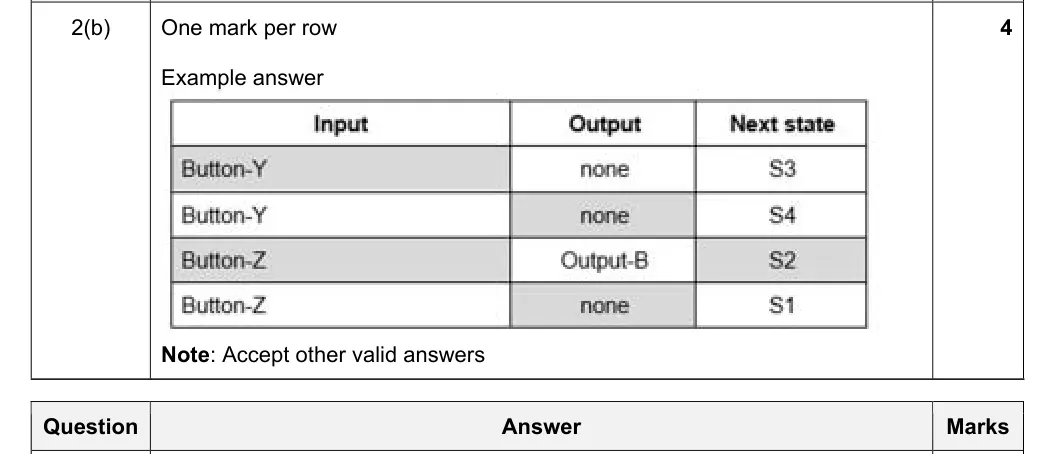 2(b) One mark per row 4
Example answer
Input Output Next state
Button-Y none S3
Button-Y none S4
Button-Z Output-B S2
Button-Z none S1
Note: Accept other valid answers
Question Answer Marks